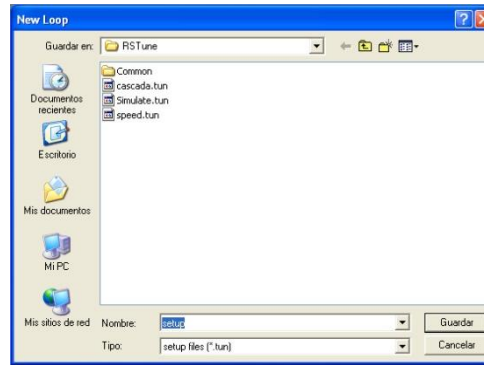 New Loop
Guardar en:
RSTune
Documentos
recientes
Escritorio
Mis documentos
Mi PC
Mis sitios de red
Common
cascada.tun
Simulate.tun
speed.tun
Nombre:
setup
Guardar
Tipo:
setup files (*.tun)
Cancelar